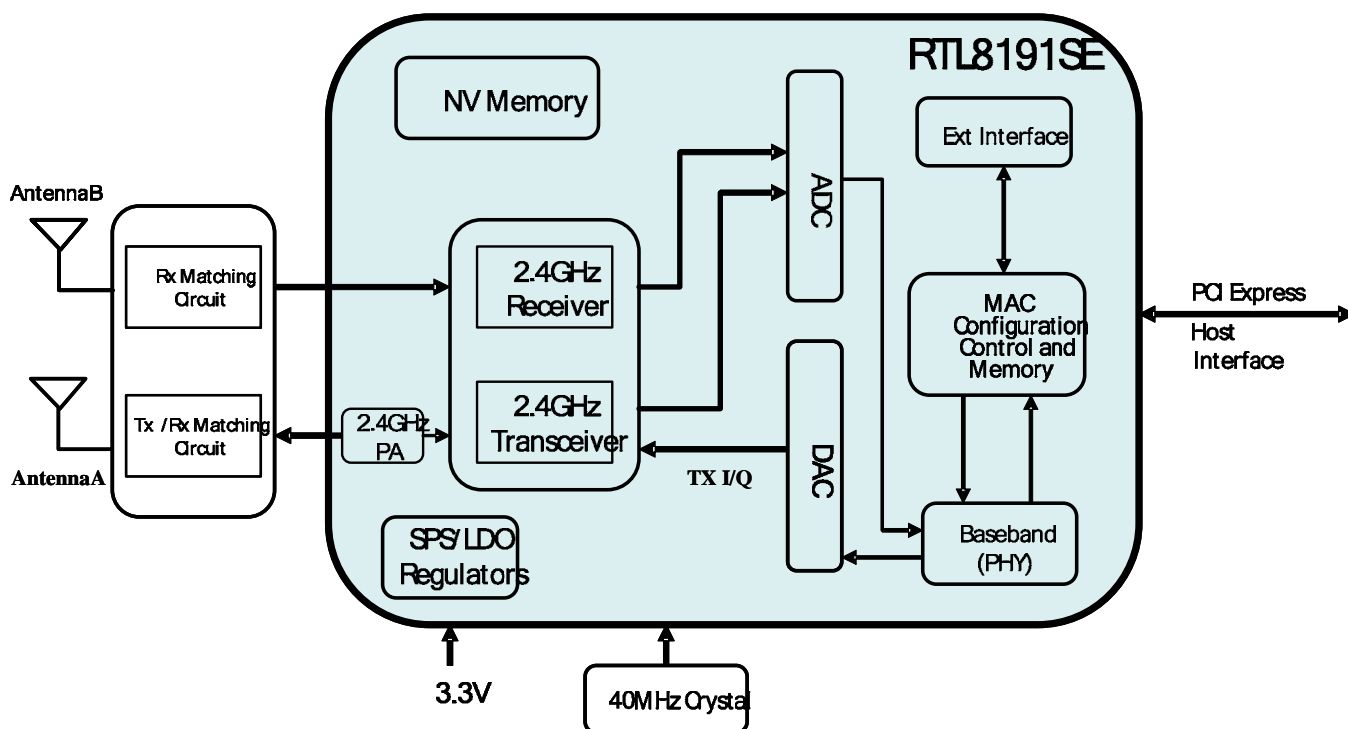 RTL8191SE
NV Memory
Ext Interface
ADC
AntennaB
Rx Matching
Circuit
2.4GHz
Receiver
MAC
Configuration
Control and
Memory
PCI Express
Host
Interface
Tx / Rx Matching
Circuit
2.4GHz
PA
2.4GHz
Transceiver
AntennaA
TX I/Q
DAC
SPS/LDO
Regulators
Baseband
(PHY)
3.3V
40MHz Crystal